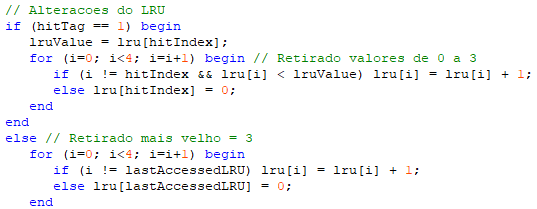 // Alteracoes do LRU
if (hitTag == 1) begin
   lruValue = lru[hitIndex];
   for (i=0; i<4; i=i+1) begin // Retirado valores de 0 a 3
      if (i != hitIndex && lru[i] < lruValue) lru[i] = lru[i] + 1;
      else lru[hitIndex] = 0;
   end
end
else // Retirado mais velho = 3
   for (i=0; i<4; i=i+1) begin
      if (i != lastAccessedLRU) lru[i] = lru[i] + 1;
      else lru[lastAccessedLRU] = 0;
   end